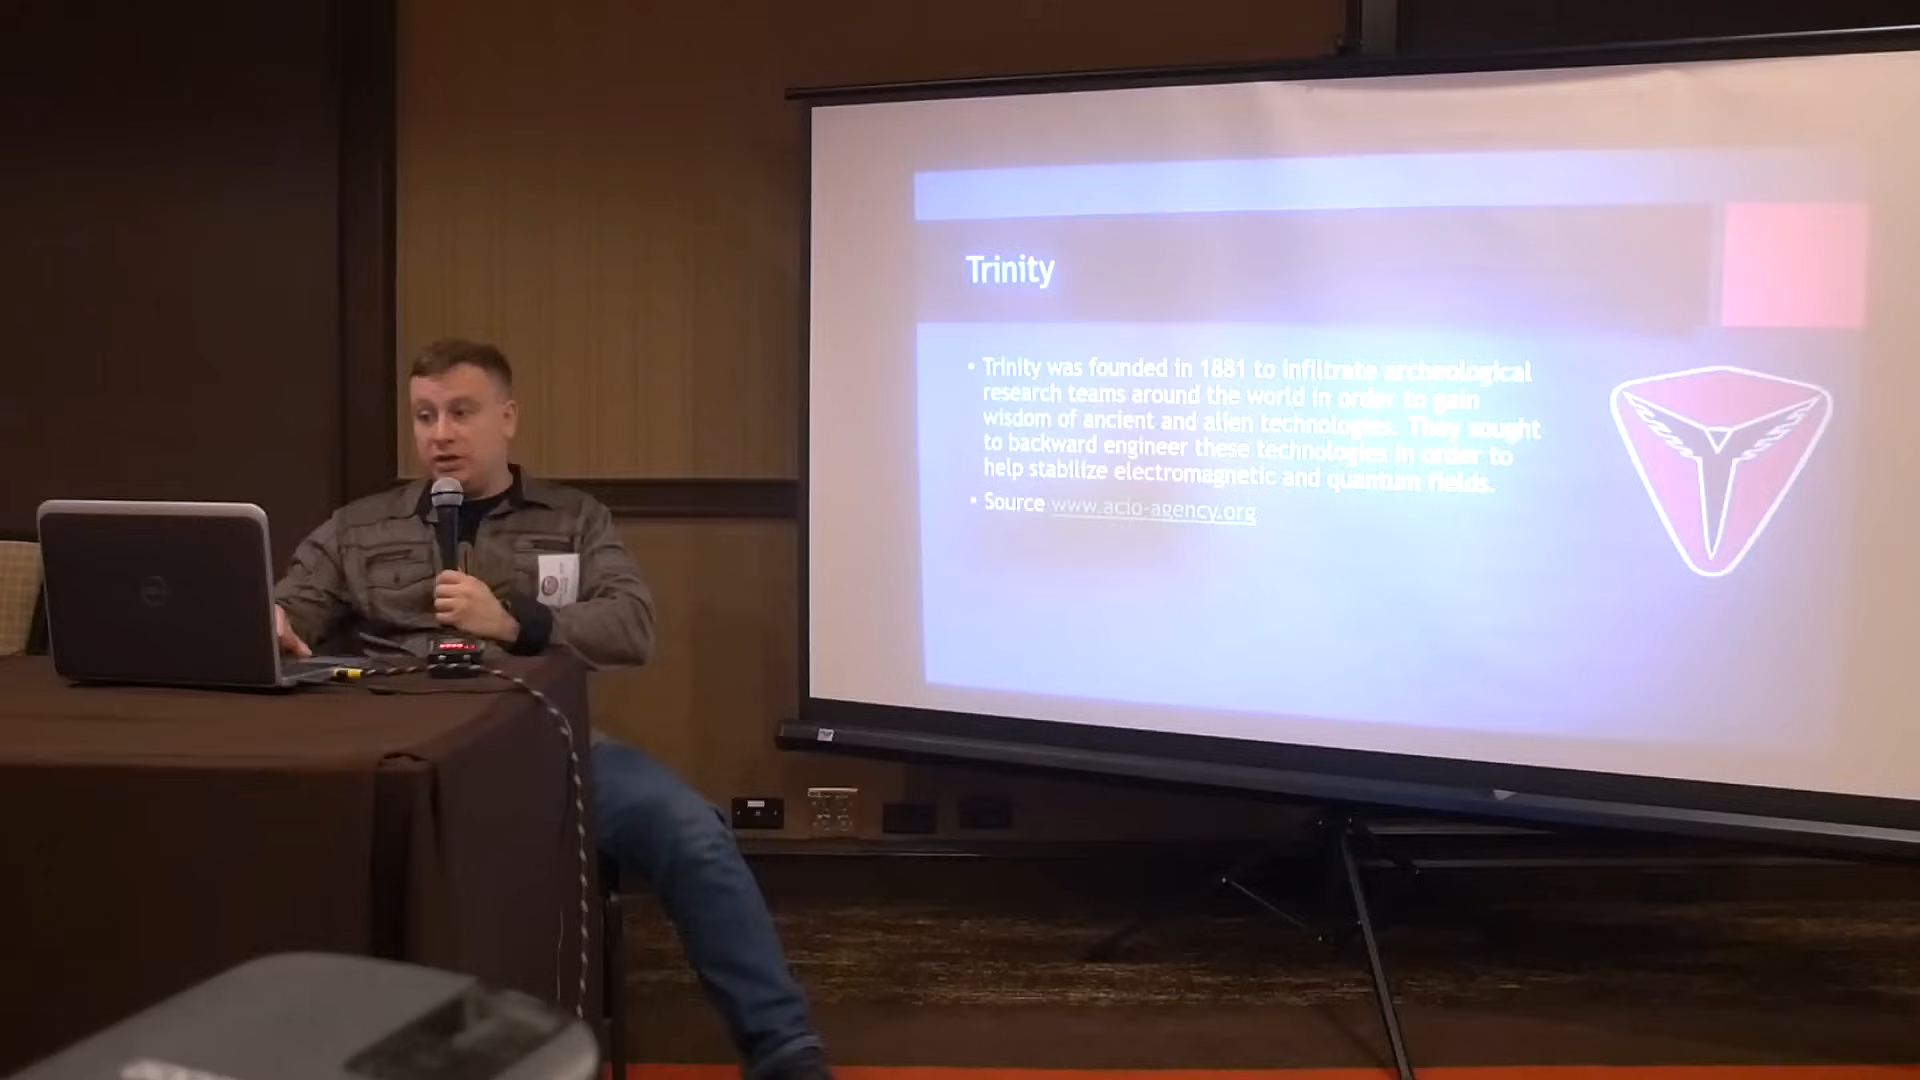 Trinity
• Trinity was founded in 1881 to infiltrate archeological
research teams around the world in order to gain
wisdom of ancient and alien technologies. They sought
to backward engineer these technologies in order to
help stabilize electromagnetic and quantum fields.
• Source www.acio-agency.org